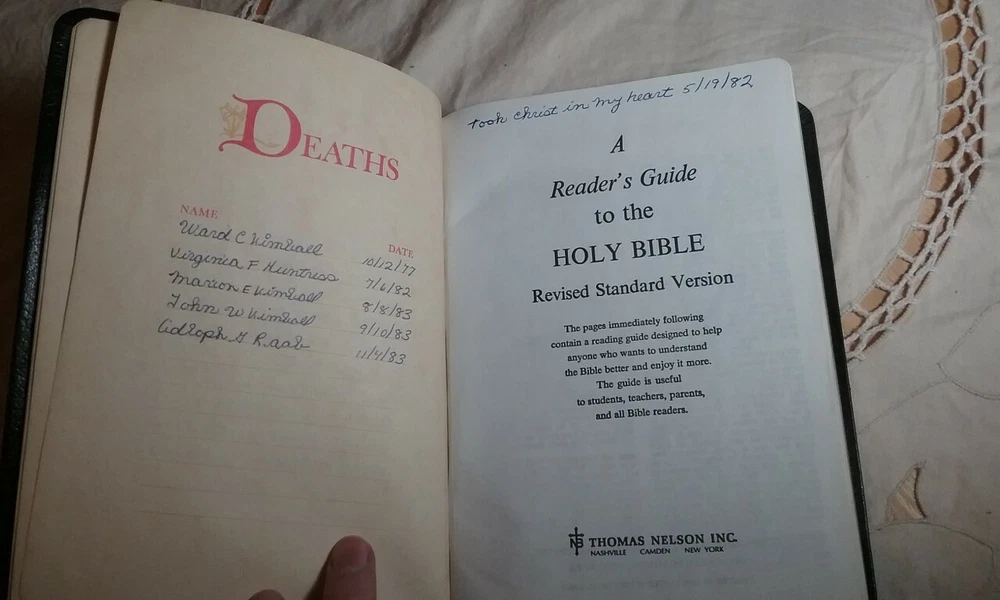 DEATHS
NAME
DATE
Ward C Kimball 10/12/77
Virginia F Huntress 7/6/82
Marion E Kimball 8/8/83
John W Kimball 9/10/83
Adloph G. Raab 11/4/83
took Christ in my heart 5/19/82
A
Reader's Guide
to the
HOLY BIBLE
Revised Standard Version
The pages immediately following
contain a reading guide designed to help
anyone who wants to understand
the Bible better and enjoy it more.
The guide is useful
to students, teachers, parents,
and all Bible readers.
THOMAS NELSON INC.
NASHVILLE CAMDEN NEW YORK